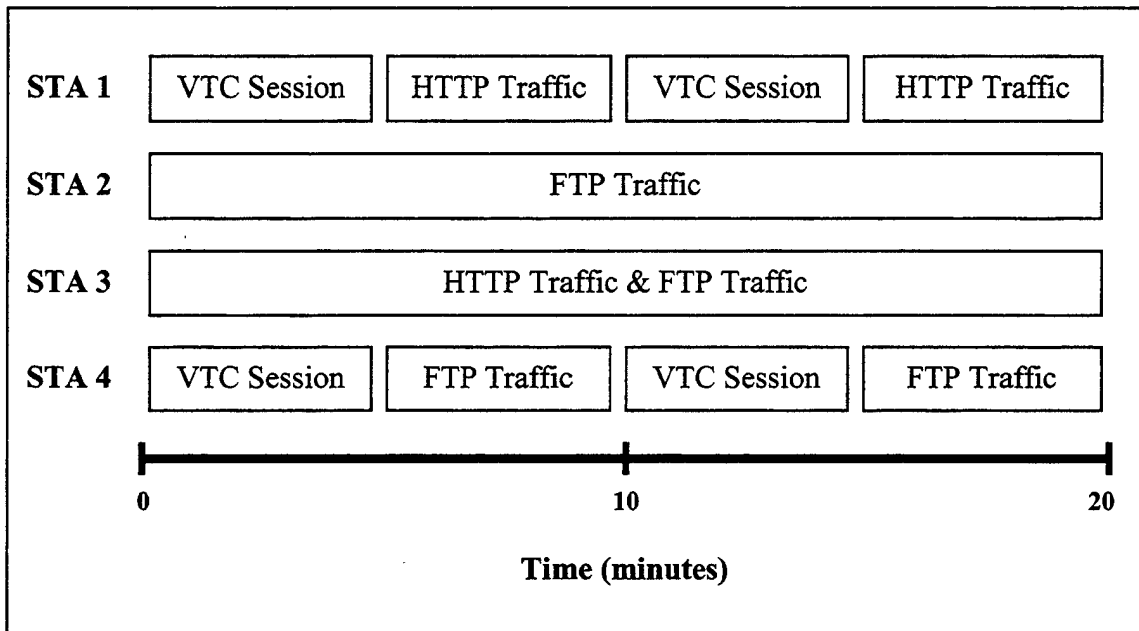 STA 1 VTC Session HTTP Traffic VTC Session HTTP Traffic
STA 2 FTP Traffic
STA 3 HTTP Traffic & FTP Traffic
STA 4 VTC Session FTP Traffic VTC Session FTP Traffic
0 10 20
Time (minutes)